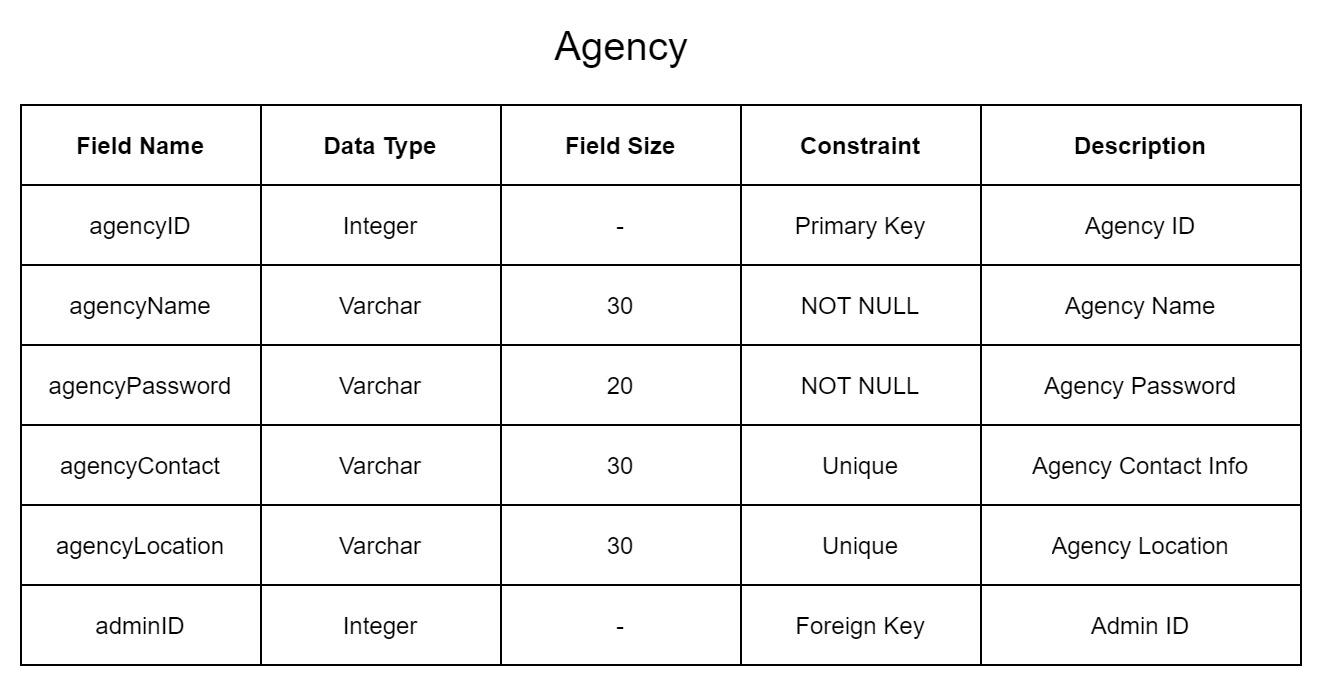 Agency
Field Name Data Type Field Size Constraint Description
agencyID Integer - Primary Key Agency ID
agencyName Varchar 30 NOT NULL Agency Name
agencyPassword Varchar 20 NOT NULL Agency Password
agencyContact Varchar 30 Unique Agency Contact Info
agencyLocation Varchar 30 Unique Agency Location
adminID Integer - Foreign Key Admin ID